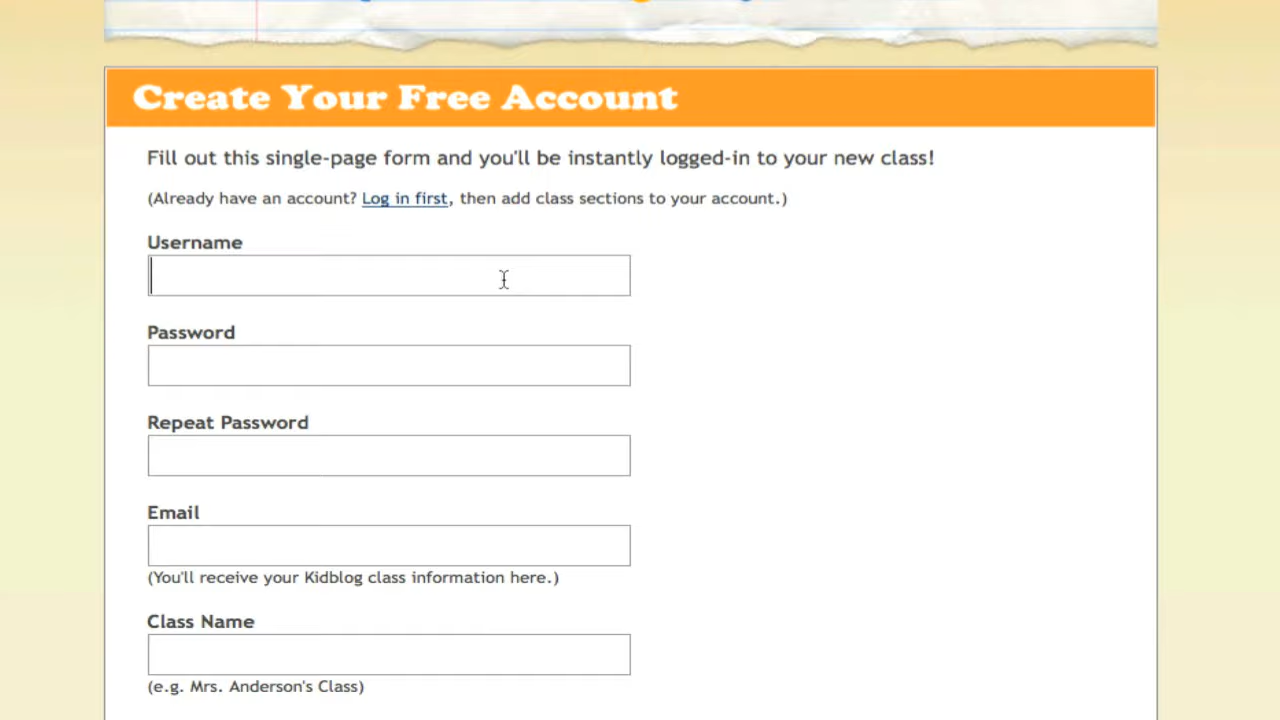 Create Your Free Account
Fill out this single-page form and you'll be instantly logged-in to your new class!
(Already have an account? Log in first, then add class sections to your account.)
Username
Password
Repeat Password
Email
(You'll receive your Kidblog class information here.)
Class Name
(e.g. Mrs. Anderson's Class)